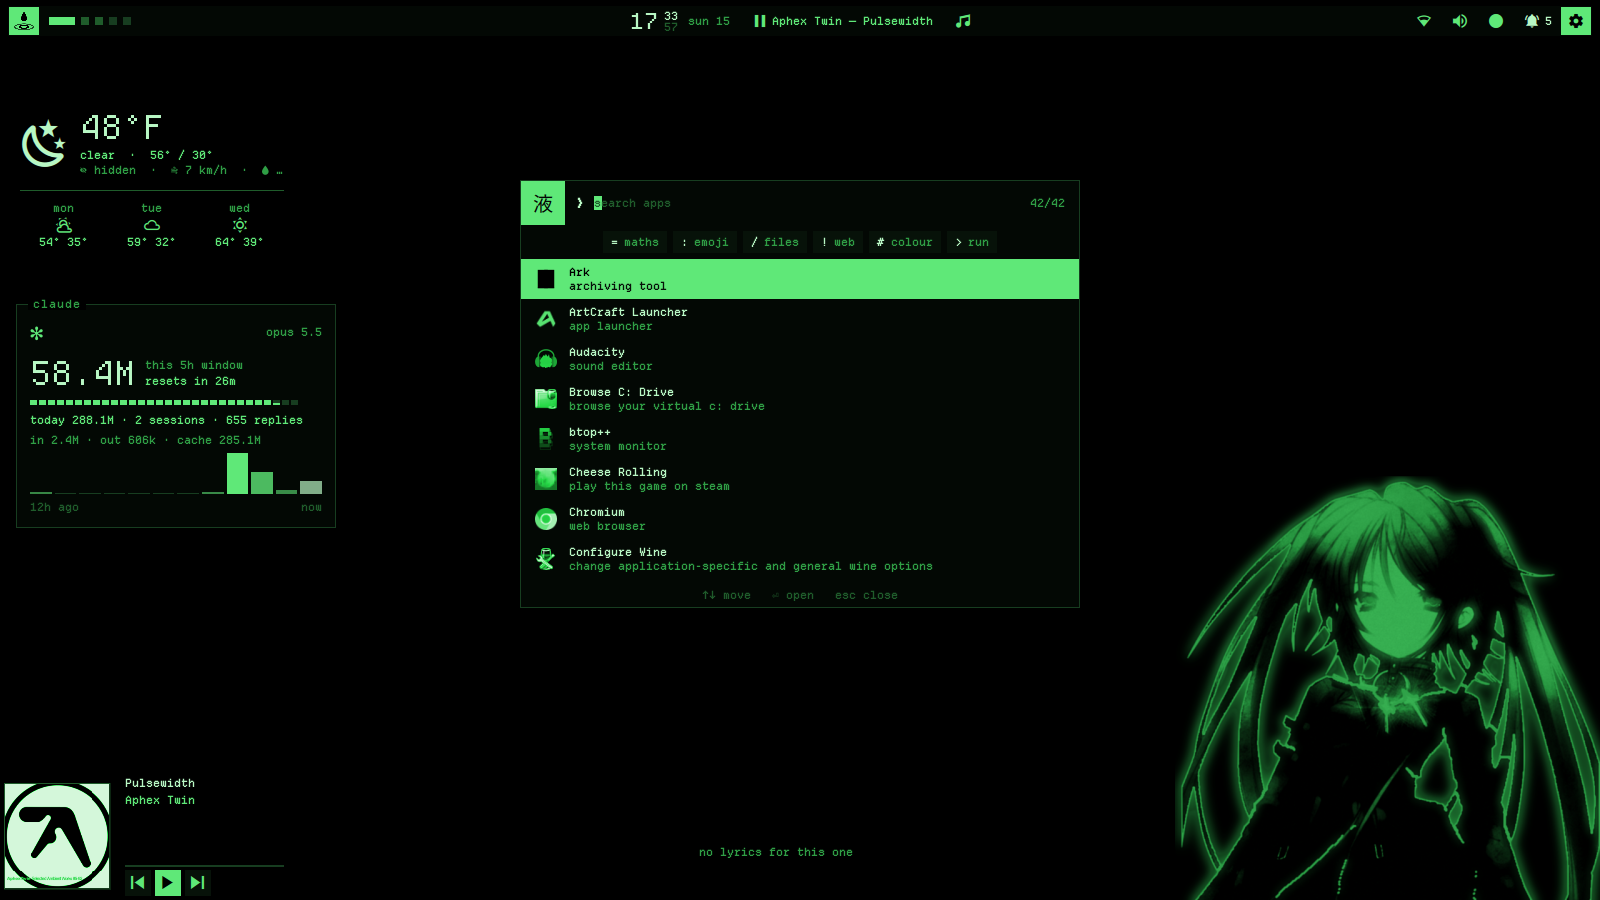 17 33 57 sun 15 Aphex Twin — Pulsewidth 5
48°F
clear · 56° / 30°
hidden · 7 km/h · …
mon tue wed
54° 35° 59° 32° 64° 39°
claude
opus 5.5
58.4M this 5h window
resets in 26m
today 288.1M · 2 sessions · 655 replies
in 2.4M · out 606k · cache 285.1M
12h ago now
液 ❯ search apps 42/42
= maths : emoji / files ! web # colour > run
Ark
archiving tool
ArtCraft Launcher
app launcher
Audacity
sound editor
Browse C: Drive
browse your virtual c: drive
btop++
system monitor
Cheese Rolling
play this game on steam
Chromium
web browser
Configure Wine
change application-specific and general wine options
↑↓ move ⏎ open esc close
Pulsewidth
Aphex Twin
no lyrics for this one